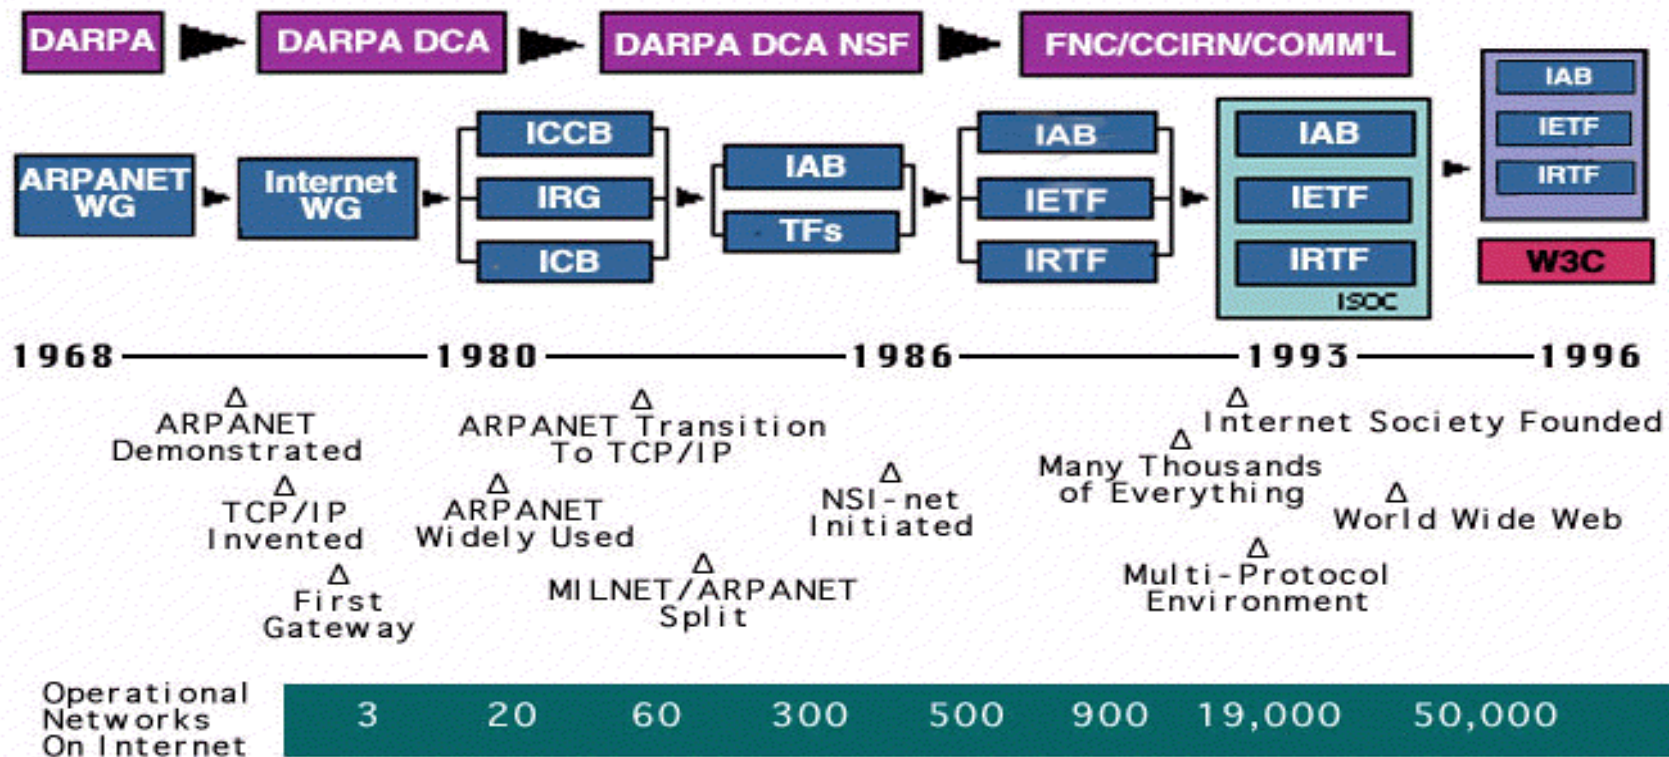 DARPA
DARPA DCA
DARPA DCA NSF
FNC/CCIRN/COMM'L
ARPANET
WG
Internet
WG
ICCB
IRG
ICB
IAB
TFs
IAB
IETF
IRTF
IAB
IETF
IRTF
ISOC
IAB
IETF
IRTF
W3C
1968
1980
1986
1993
1996
ARPANET
Demonstrated
TCP/IP
Invented
First
Gateway
ARPANET Transition
To TCP/IP
ARPANET
Widely Used
MILNET/ARPANET
Split
NSI-net
Initiated
Internet Society Founded
Many Thousands
of Everything
World Wide Web
Multi-Protocol
Environment
Operational
Networks
On Internet
3 20 60 300 500 900 19,000 50,000